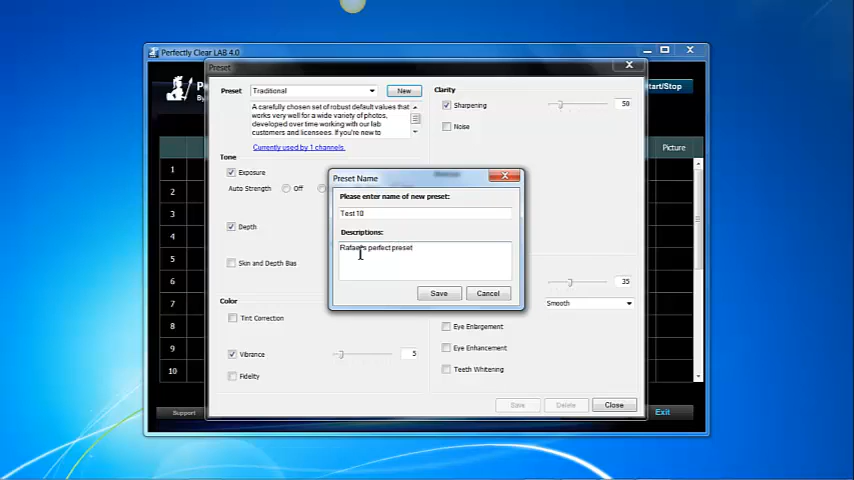 Perfectly Clear LAB 4.0
Preset
Start/Stop
Picture
Preset Traditional New
A carefully chosen set of robust default values that
works very well for a wide variety of photos,
developed over time working with our lab
customers and licensees. If you're new to
Currently used by 1 channels.
Clarity
Sharpening 50
Noise
Tone
Exposure
Auto Strength Off
Depth
Skin and Depth Bias
Color
Tint Correction
Vibrance 5
Fidelity
Preset Name
Please enter name of new preset:
Test 10
Descriptions:
Rafael's perfect preset
Save Cancel
35
Smooth
Eye Enlargement
Eye Enhancement
Teeth Whitening
Save Delete Close
1
2
3
4
5
6
7
8
9
10
Support
Exit